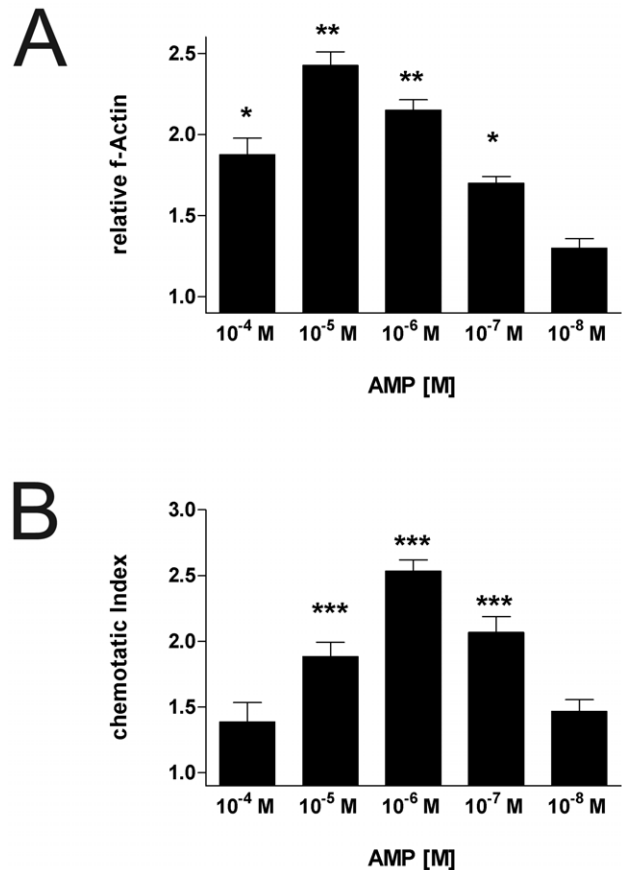 A
relative f-Actin
2.5
2.0
1.5
1.0
*
**
**
*
10⁻⁴ M 10⁻⁵ M 10⁻⁶ M 10⁻⁷ M 10⁻⁸ M
AMP [M]
B
chemotatic Index
3.0
2.5
2.0
1.5
1.0
***
***
***
10⁻⁴ M 10⁻⁵ M 10⁻⁶ M 10⁻⁷ M 10⁻⁸ M
AMP [M]